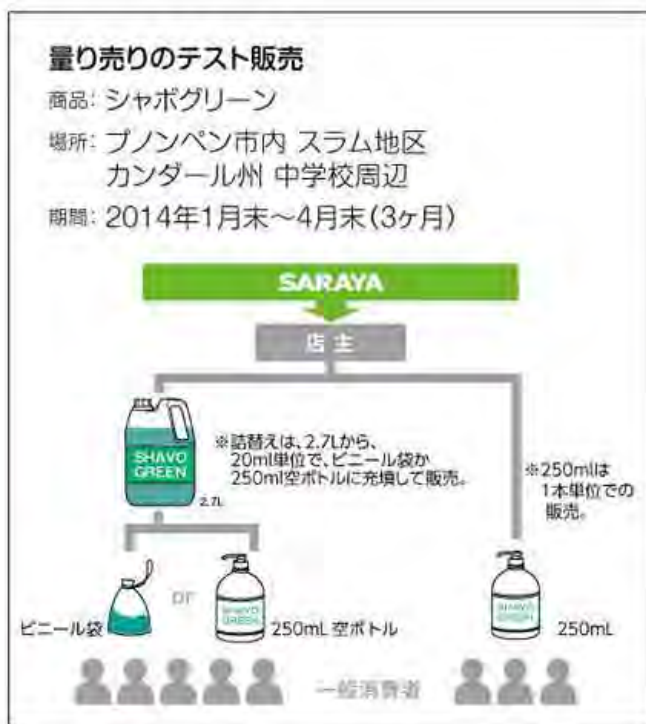 量り売りのテスト販売
商品: シャボグリーン
場所: プノンペン市内 スラム地区
カンダール州 中学校周辺
期間: 2014年1月末～4月末(3ヶ月)
SARAYA
店主
SHAVO
GREEN
2.7L
※詰替えは、2.7Lから、
20ml単位で、ビニール袋か
250ml空ボトルに充填して販売。
※250mlは
1本単位での
販売。
ビニール袋
or
SHAVO
GREEN
250mL 空ボトル
SHAVO
GREEN
250mL
一般消費者